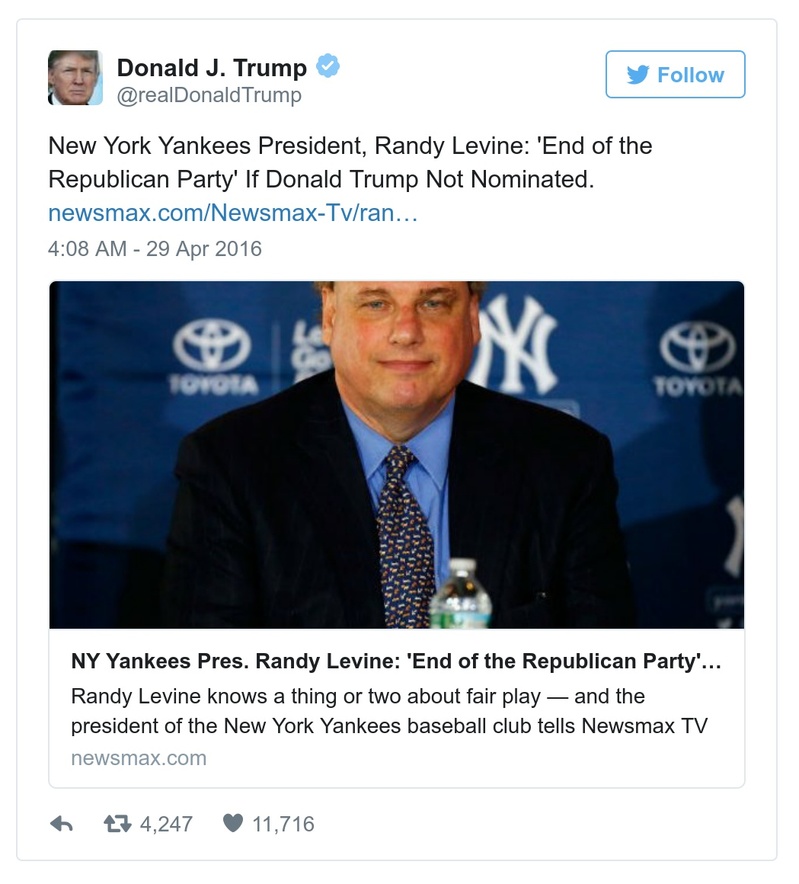 Donald J. Trump
@realDonaldTrump
Follow
New York Yankees President, Randy Levine: 'End of the
Republican Party' If Donald Trump Not Nominated.
newsmax.com/Newsmax-Tv/ran…
4:08 AM - 29 Apr 2016
TOYOTA
NY
TOYOTA
NY Yankees Pres. Randy Levine: 'End of the Republican Party'…
Randy Levine knows a thing or two about fair play — and the
president of the New York Yankees baseball club tells Newsmax TV
newsmax.com
4,247
11,716